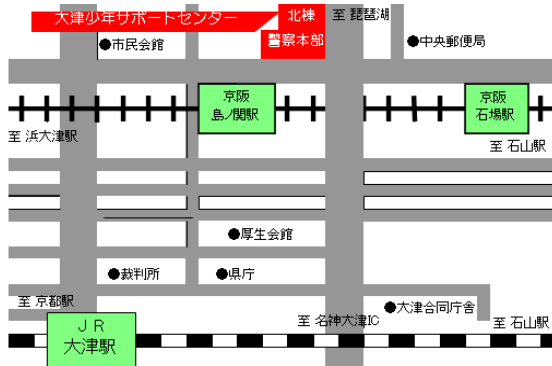 大津少年サポートセンター
北棟
至 琵琶湖
●市民会館
警察本部
●中央郵便局
京阪
島ノ関駅
京阪
石場駅
至 浜大津駅
至 石山駅
●厚生会館
●裁判所
●県庁
至 京都駅
●大津合同庁舎
JR
大津駅
至 名神大津IC
至 石山駅